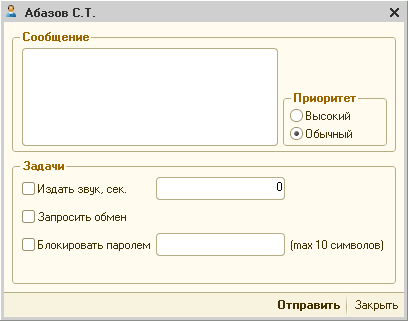 Абазов С.Т.
Сообщение
Приоритет
Высокий
Обычный
Задачи
Издать звук, сек. 0
Запросить обмен
Блокировать паролем (max 10 символов)
Отправить Закрыть